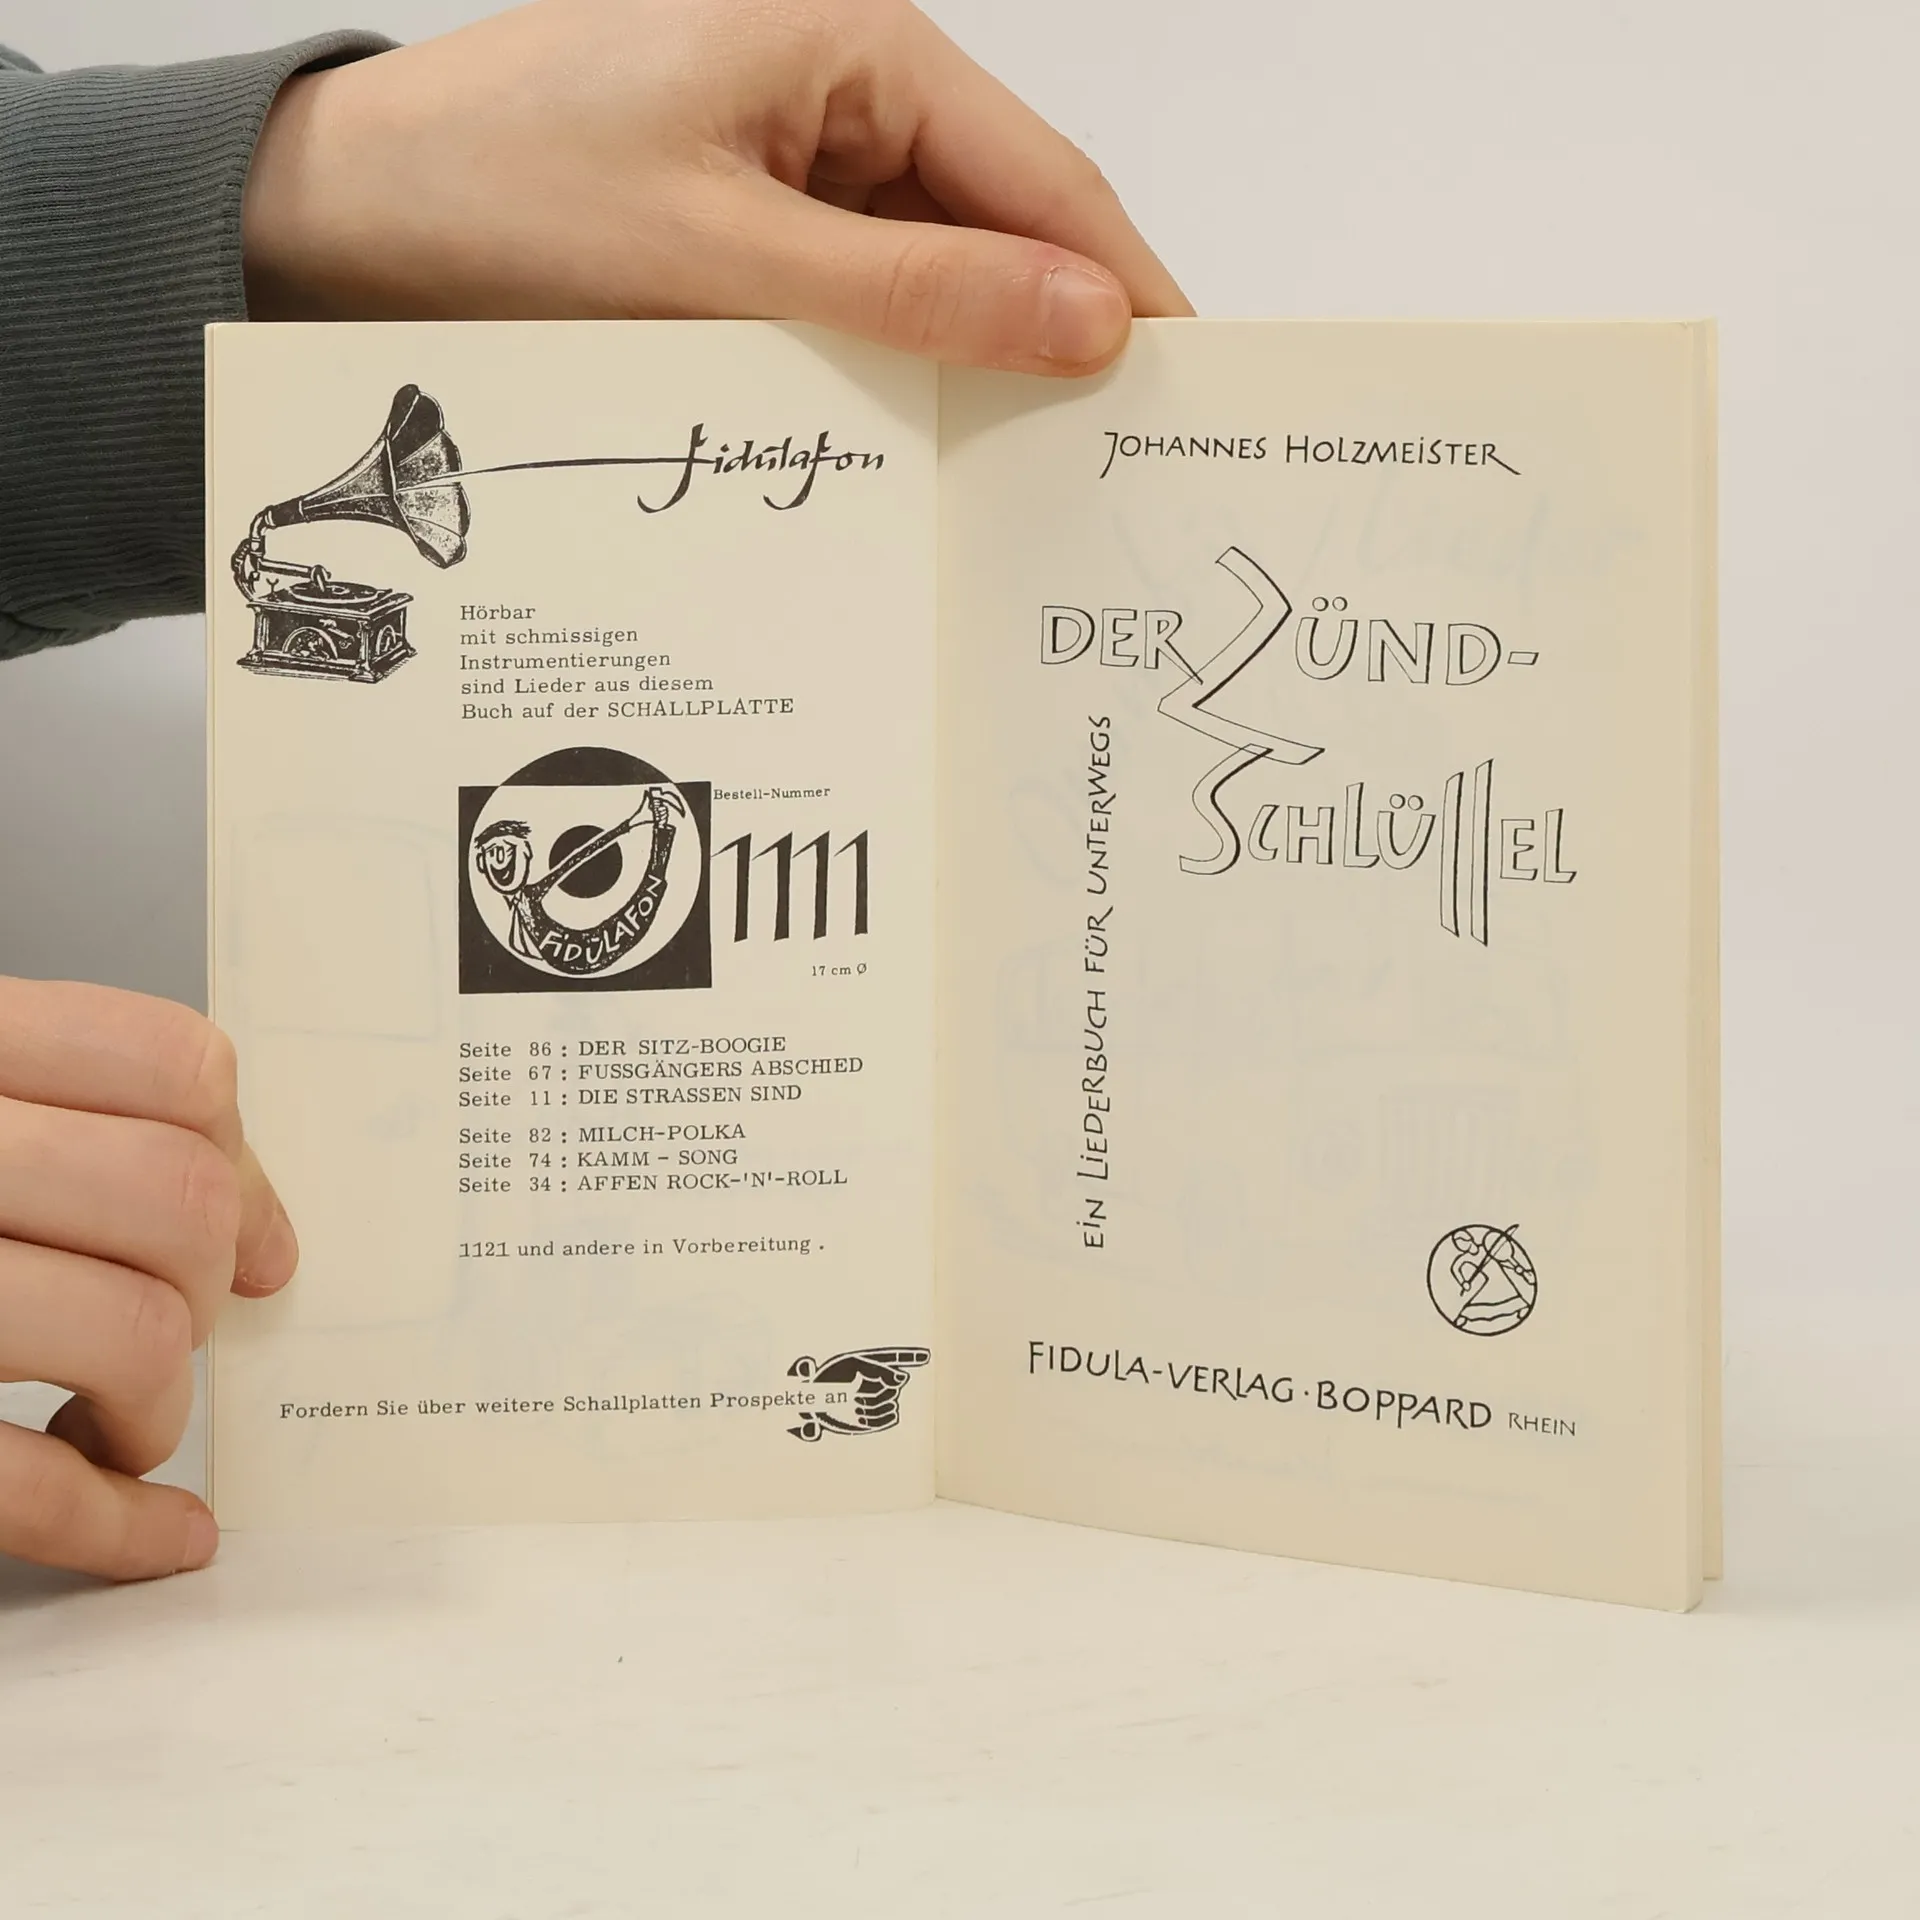 fidulafon
Hörbar
mit schmissigen
Instrumentierungen
sind Lieder aus diesem
Buch auf der SCHALLPLATTE
Bestell-Nummer
1111
FIDULAFON
17 cm Ø
Seite 86 : DER SITZ-BOOGIE
Seite 67 : FUSSGÄNGERS ABSCHIED
Seite 11 : DIE STRASSEN SIND
Seite 82 : MILCH-POLKA
Seite 74 : KAMM - SONG
Seite 34 : AFFEN ROCK-'N'-ROLL
1121 und andere in Vorbereitung .
Fordern Sie über weitere Schallplatten Prospekte an
JOHANNES HOLZMEISTER
DER ZÜND-
SCHLÜSSEL
EIN LIEDERBUCH FÜR UNTERWEGS
FIDULA-VERLAG · BOPPARD RHEIN